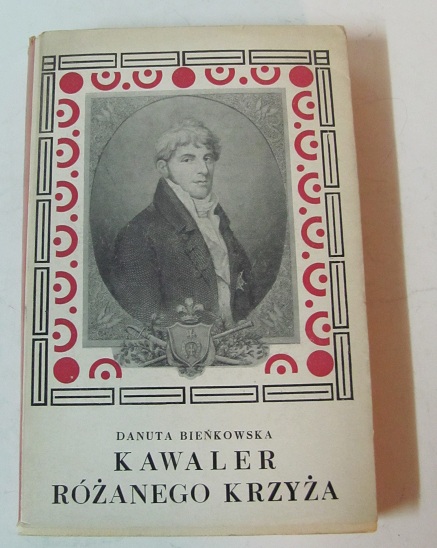 DANUTA BIEŃKOWSKA
KAWALER
RÓŻANEGO KRZYŻA